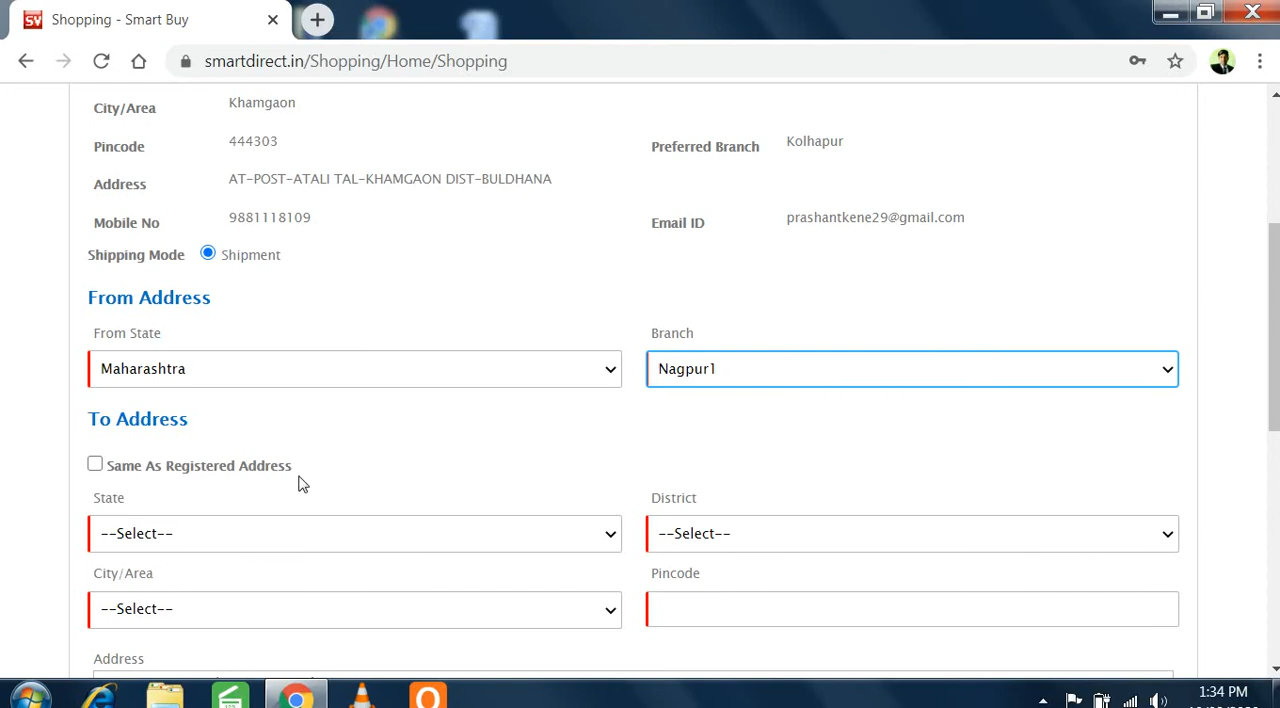 SV Shopping - Smart Buy
smartdirect.in/Shopping/Home/Shopping
City/Area Khamgaon
Pincode 444303 Preferred Branch Kolhapur
Address AT-POST-ATALI TAL-KHAMGAON DIST-BULDHANA
Mobile No 9881118109 Email ID prashantkene29@gmail.com
Shipping Mode Shipment
From Address
From State Branch
Maharashtra Nagpur1
To Address
Same As Registered Address
State District
--Select-- --Select--
City/Area Pincode
--Select--
Address
1:34 PM